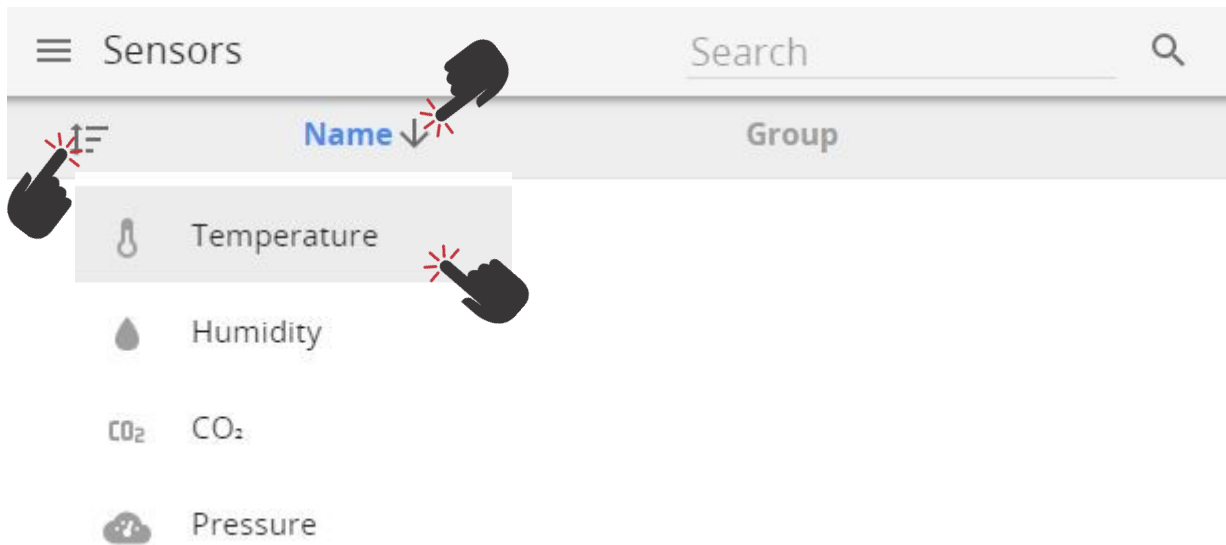 Sensors Search
Name Group
Temperature
Humidity
CO₂ CO₂
Pressure